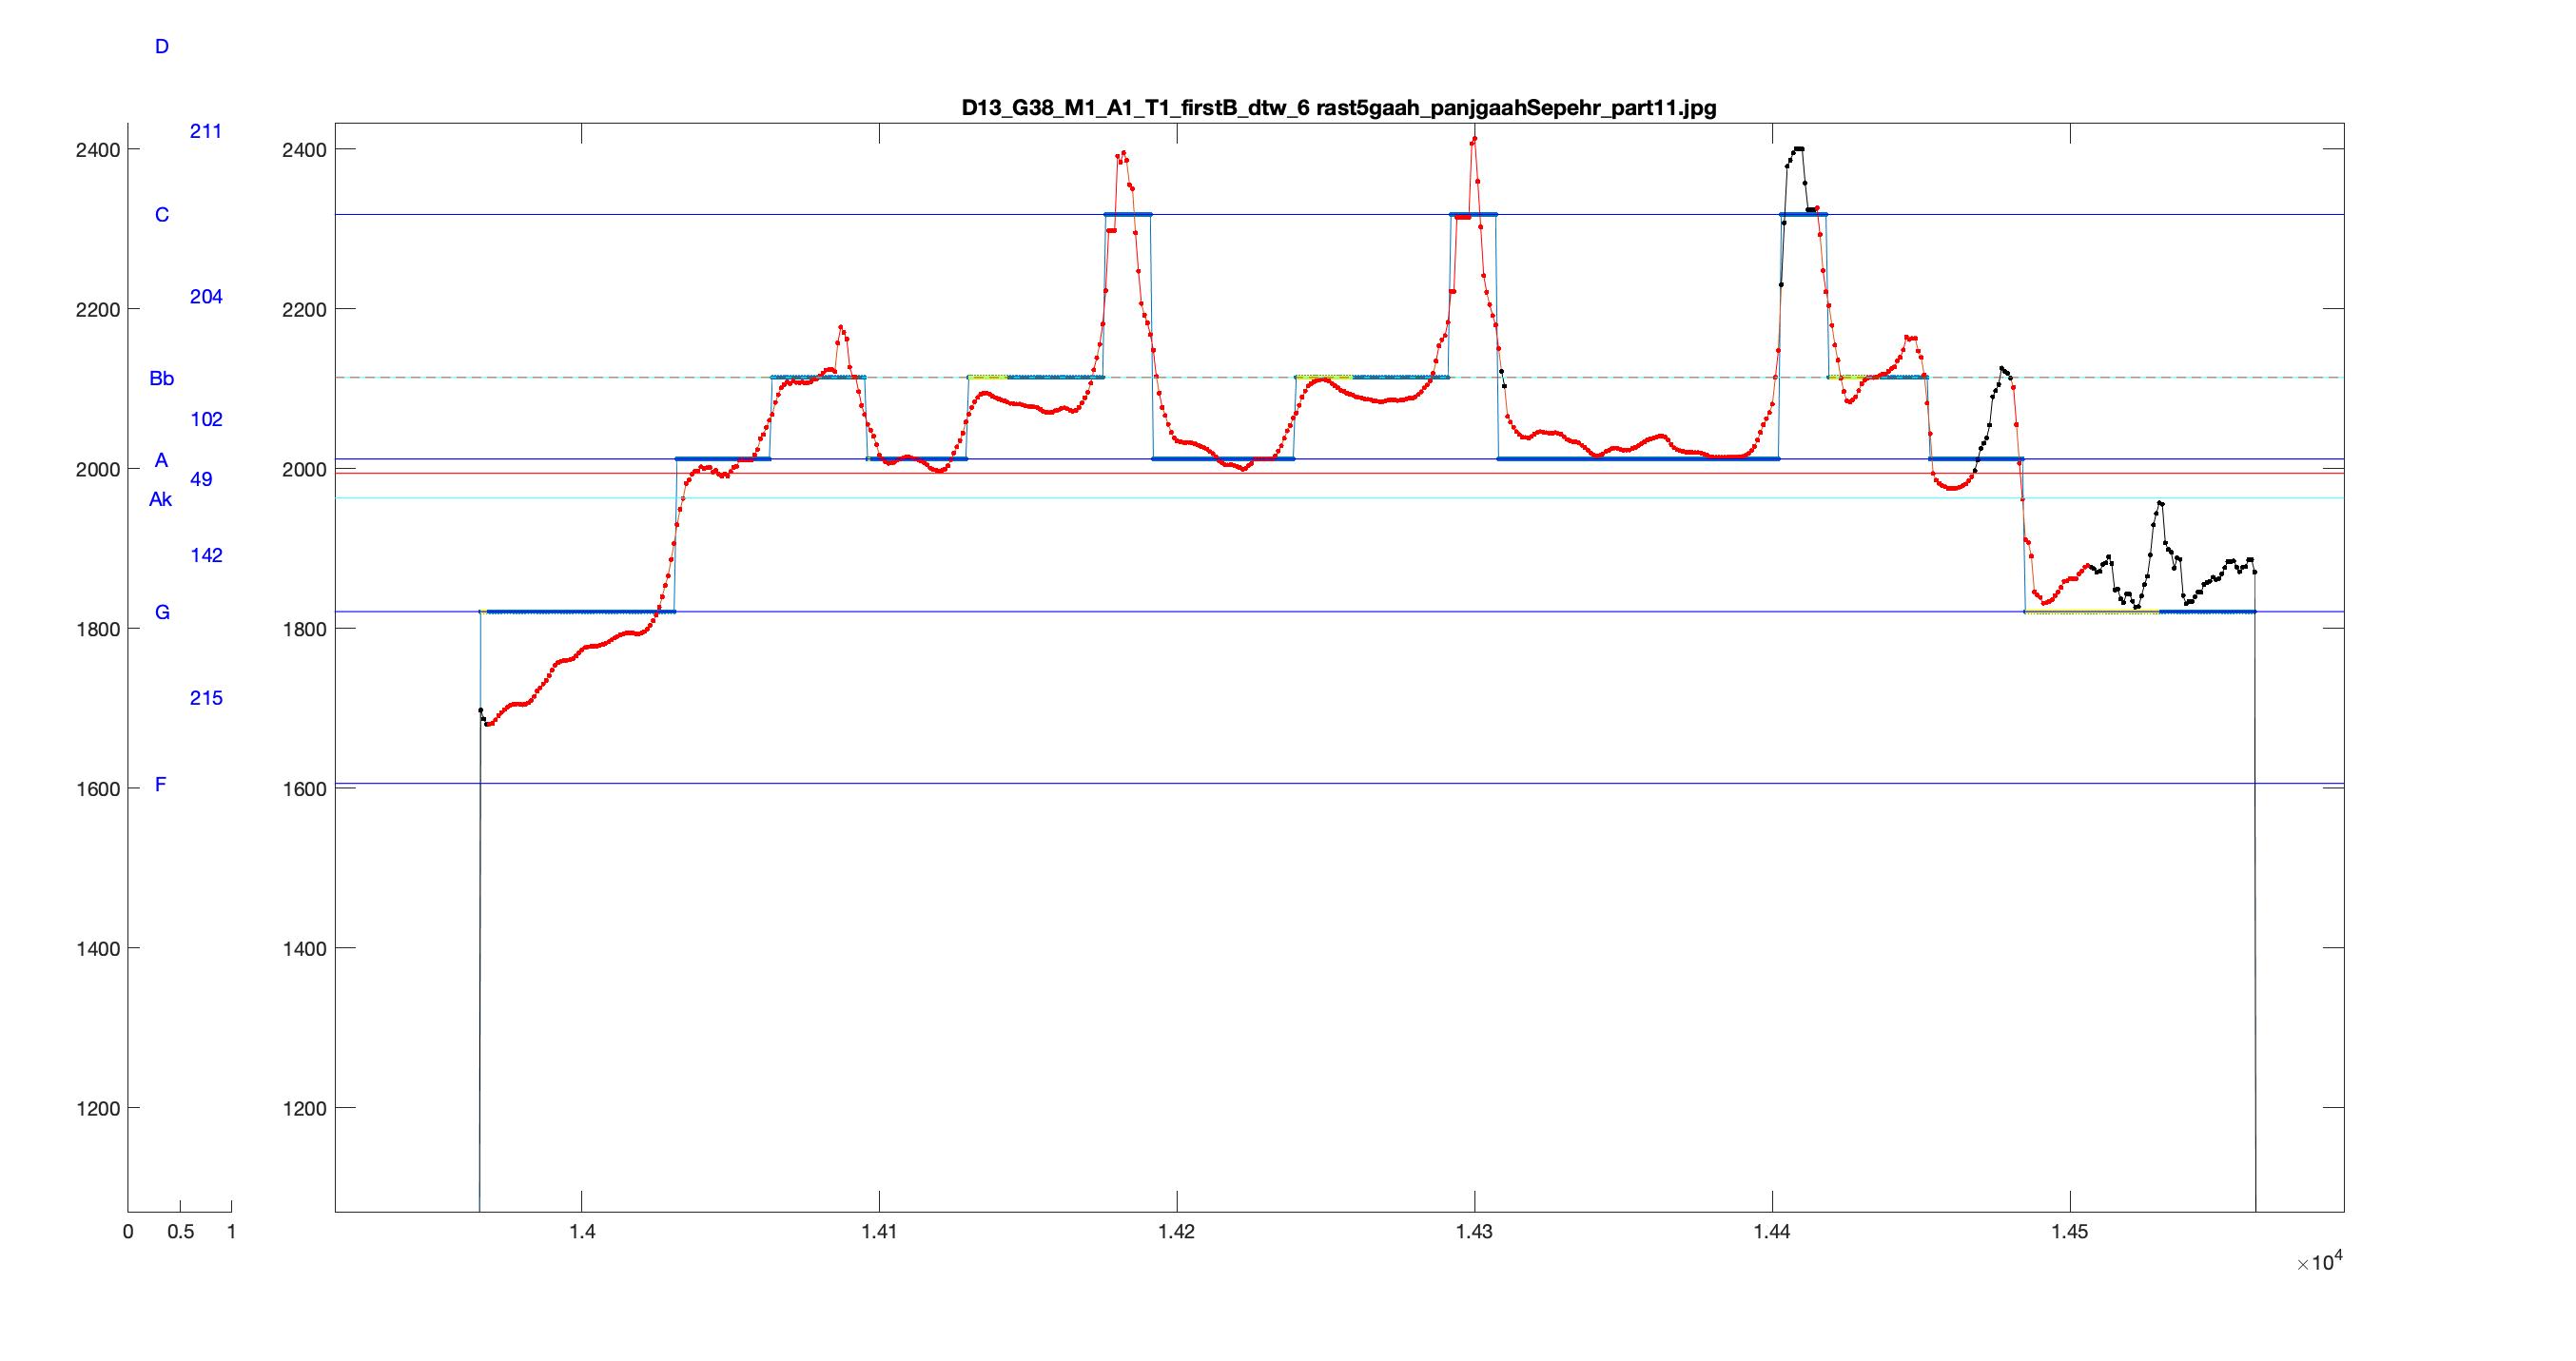 D
D13_G38_M1_A1_T1_firstB_dtw_6 rast5gaah_panjgaahSepehr_part11.jpg
211
2400 2400
C
204
2200 2200
Bb
102
A
2000 2000
49
Ak
142
G
1800 1800
215
F
1600 1600
1400 1400
1200 1200
0 0.5 1 1.4 1.41 1.42 1.43 1.44 1.45
×10^4